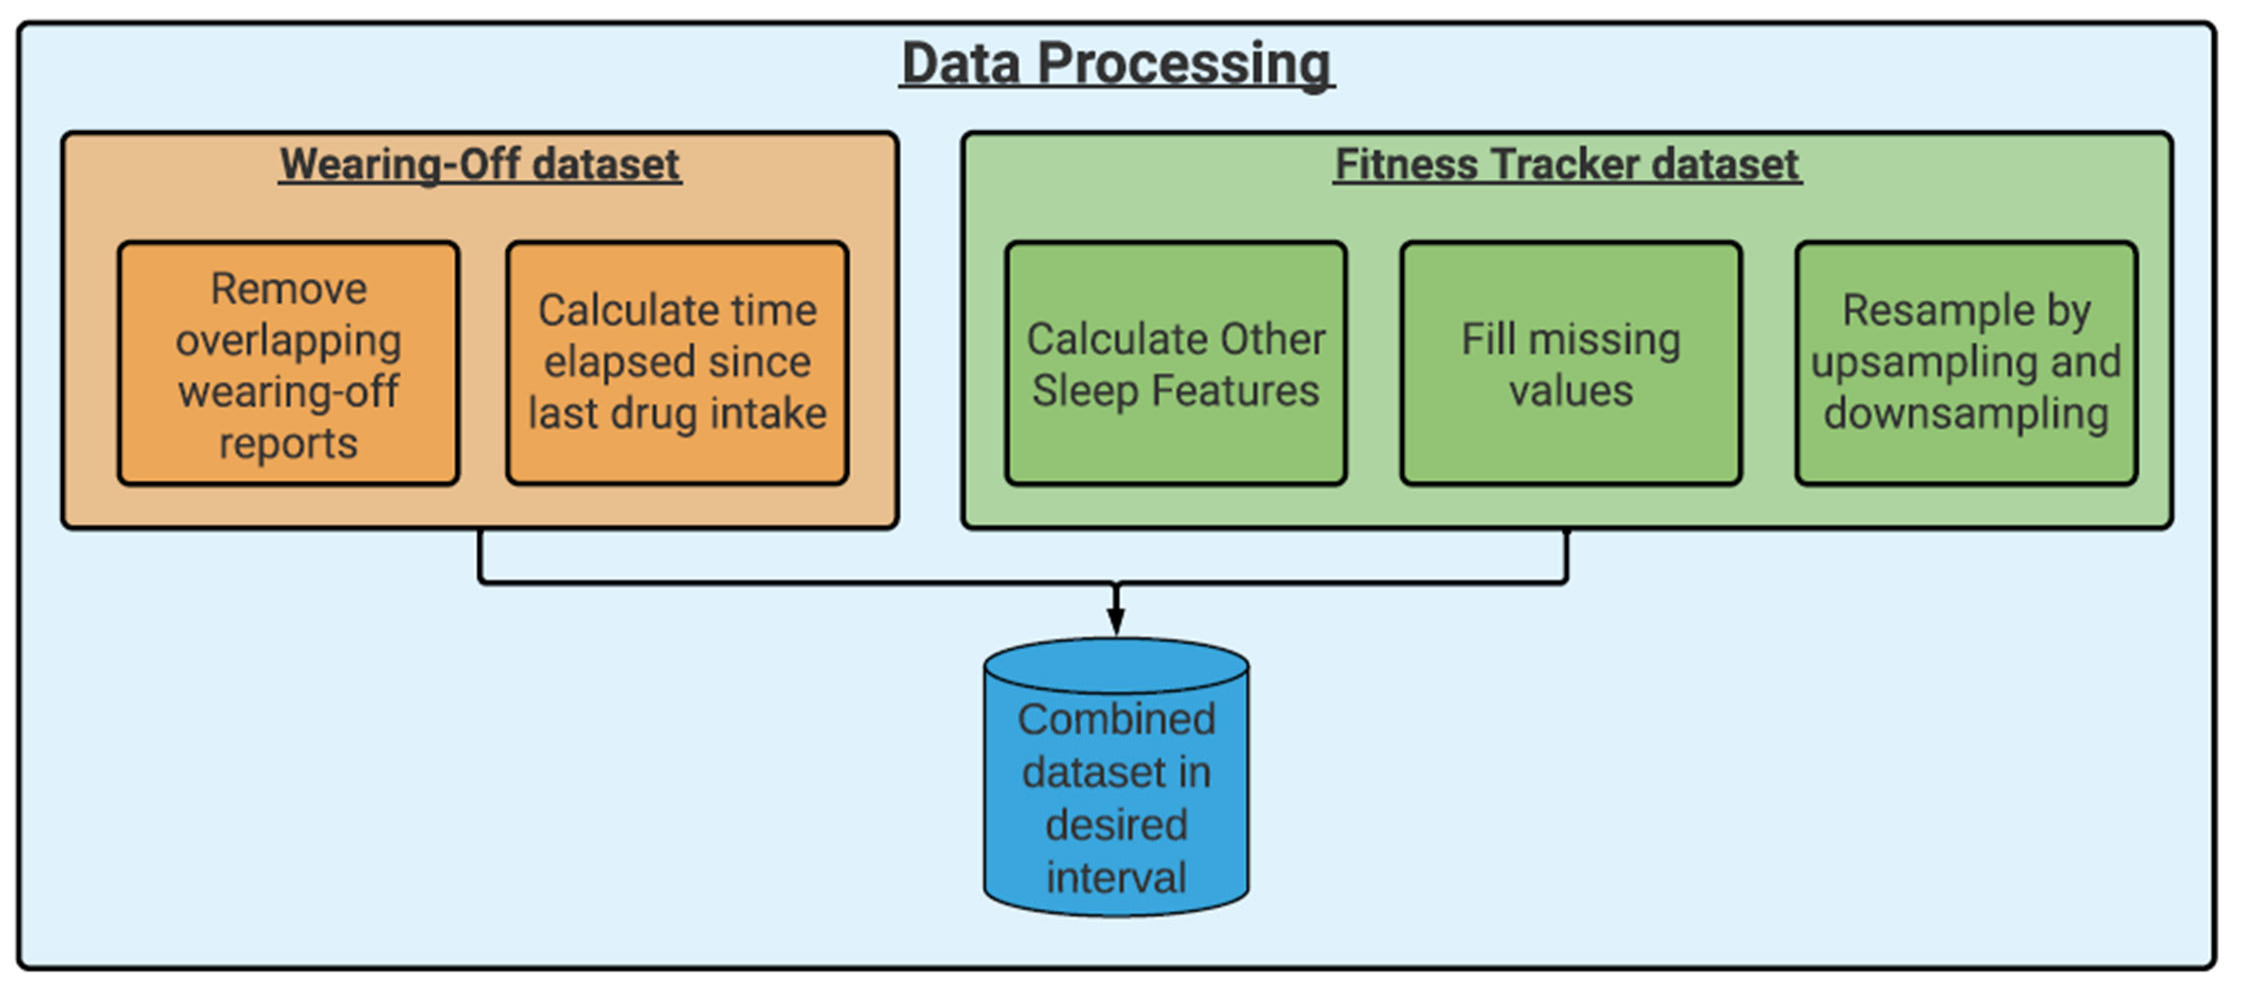 Data Processing
Wearing-Off dataset
Remove
overlapping
wearing-off
reports
Calculate time
elapsed since
last drug intake
Fitness Tracker dataset
Calculate Other
Sleep Features
Fill missing
values
Resample by
upsampling and
downsampling
Combined
dataset in
desired
interval